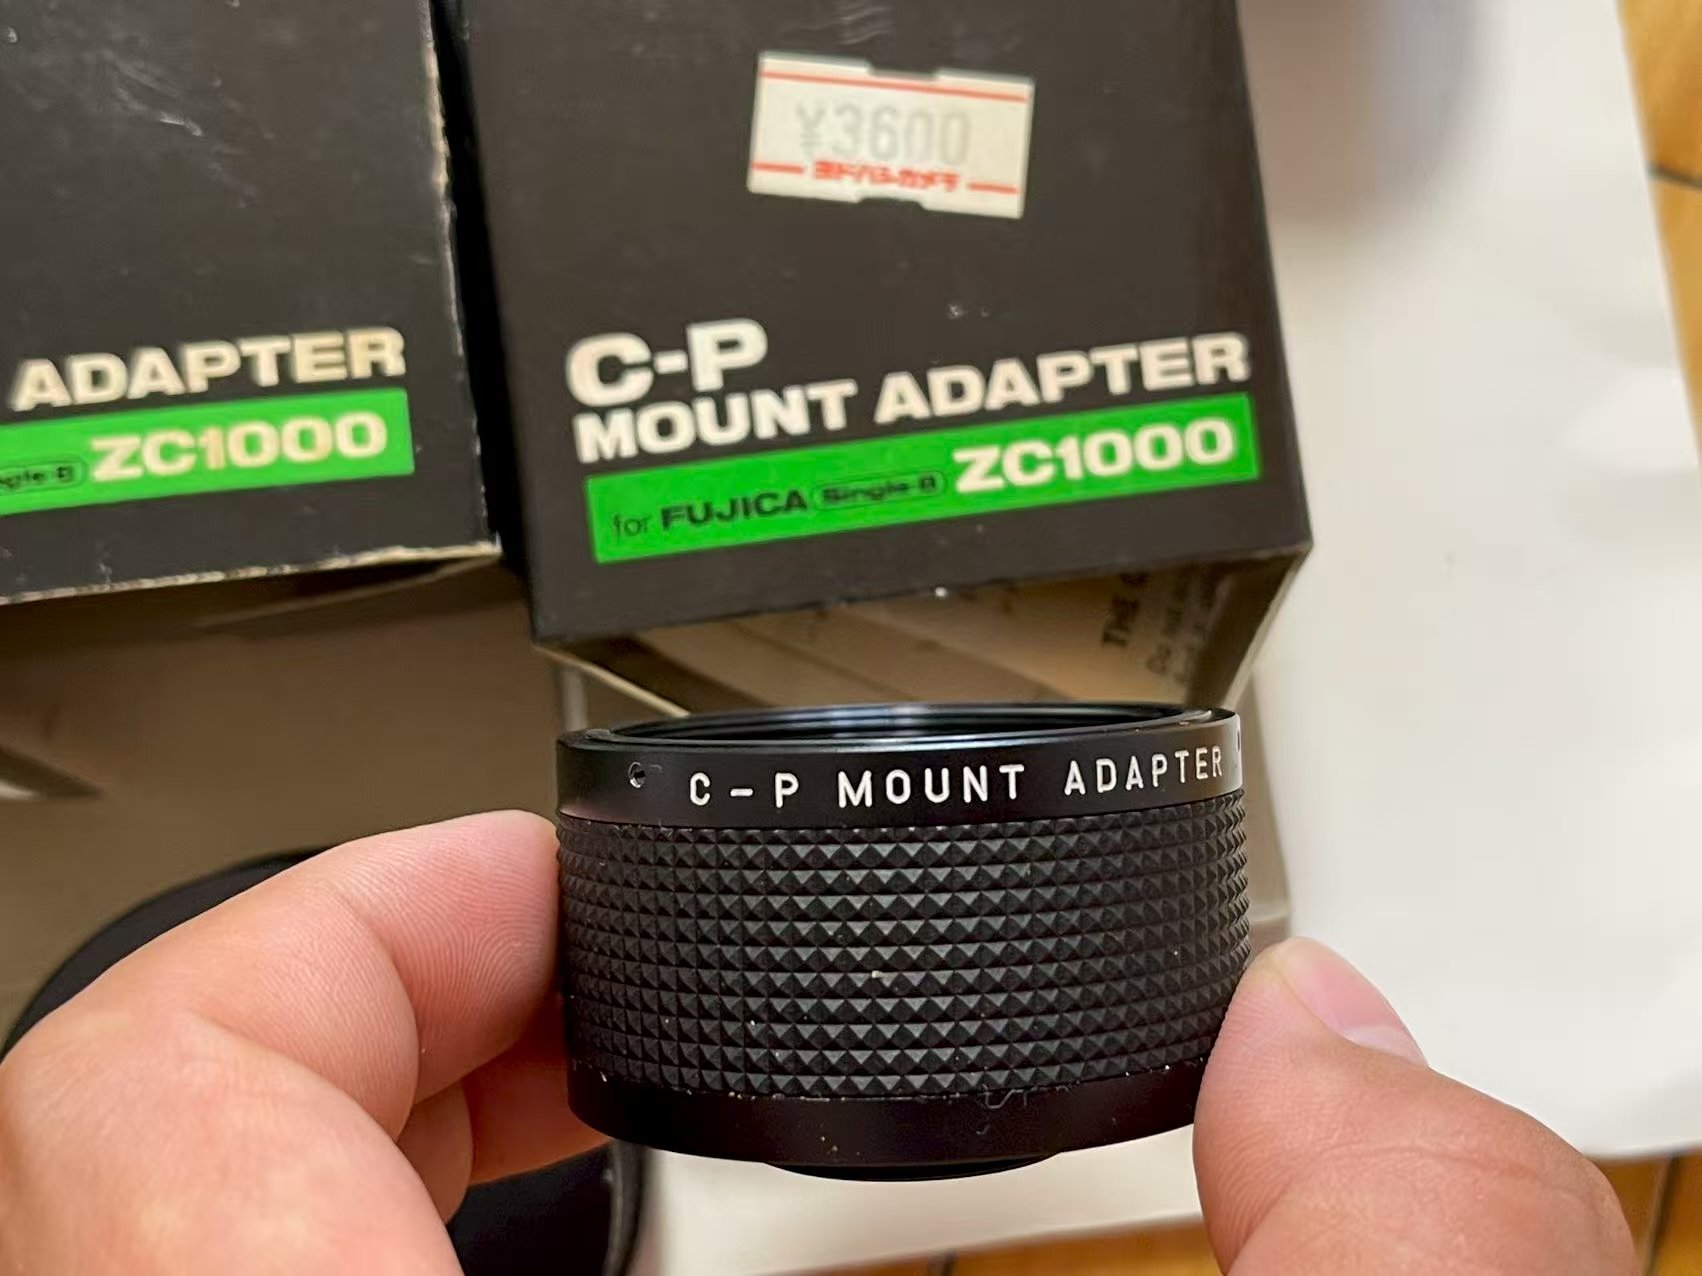 ¥3600
ヨドバシカメラ
ADAPTER
ZC1000
C-P
MOUNT ADAPTER
for FUJICA Single-8 ZC1000
C-P MOUNT ADAPTER